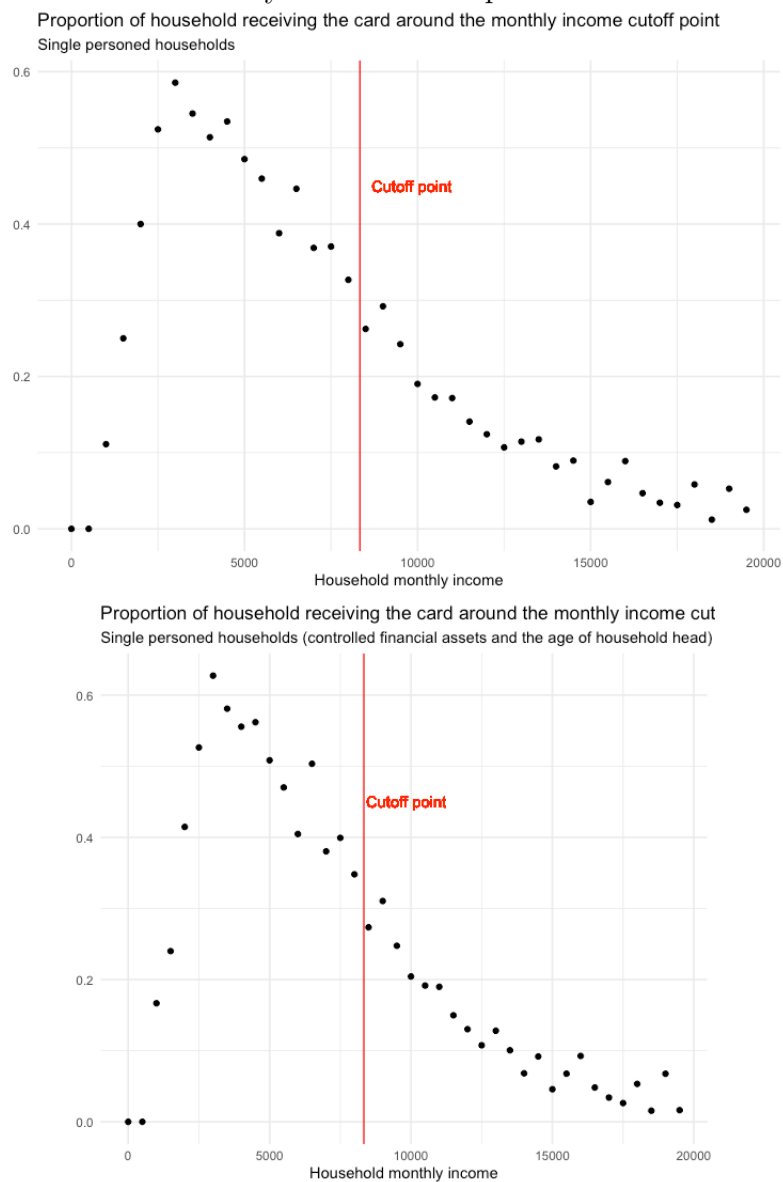 Proportion of household receiving the card around the monthly income cutoff point
Single personed households
0.6
Cutoff point
0.4
0.2
0.0
0 5000 10000 15000 20000
Household monthly income
Proportion of household receiving the card around the monthly income cut
Single personed households (controlled financial assets and the age of household head)
0.6
Cutoff point
0.4
0.2
0.0
0 5000 10000 15000 20000
Household monthly income